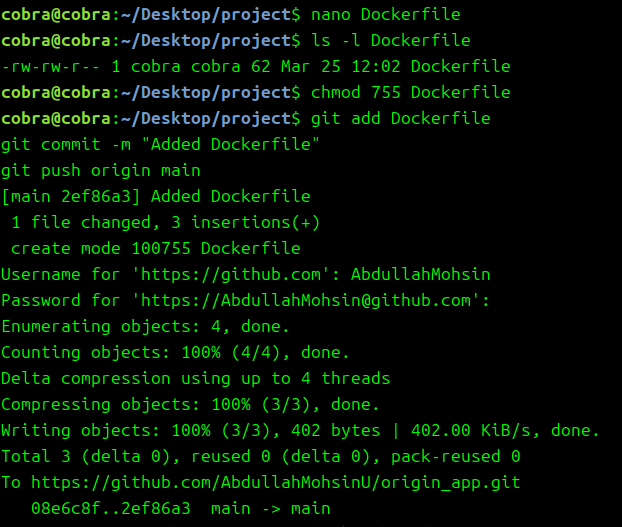 cobra@cobra:~/Desktop/project$ nano Dockerfile
cobra@cobra:~/Desktop/project$ ls -l Dockerfile
-rw-rw-r-- 1 cobra cobra 62 Mar 25 12:02 Dockerfile
cobra@cobra:~/Desktop/project$ chmod 755 Dockerfile
cobra@cobra:~/Desktop/project$ git add Dockerfile
git commit -m "Added Dockerfile"
git push origin main
[main 2ef86a3] Added Dockerfile
 1 file changed, 3 insertions(+)
 create mode 100755 Dockerfile
Username for 'https://github.com': AbdullahMohsin
Password for 'https://AbdullahMohsin@github.com':
Enumerating objects: 4, done.
Counting objects: 100% (4/4), done.
Delta compression using up to 4 threads
Compressing objects: 100% (3/3), done.
Writing objects: 100% (3/3), 402 bytes | 402.00 KiB/s, done.
Total 3 (delta 0), reused 0 (delta 0), pack-reused 0
To https://github.com/AbdullahMohsinU/origin_app.git
   08e6c8f..2ef86a3  main -> main